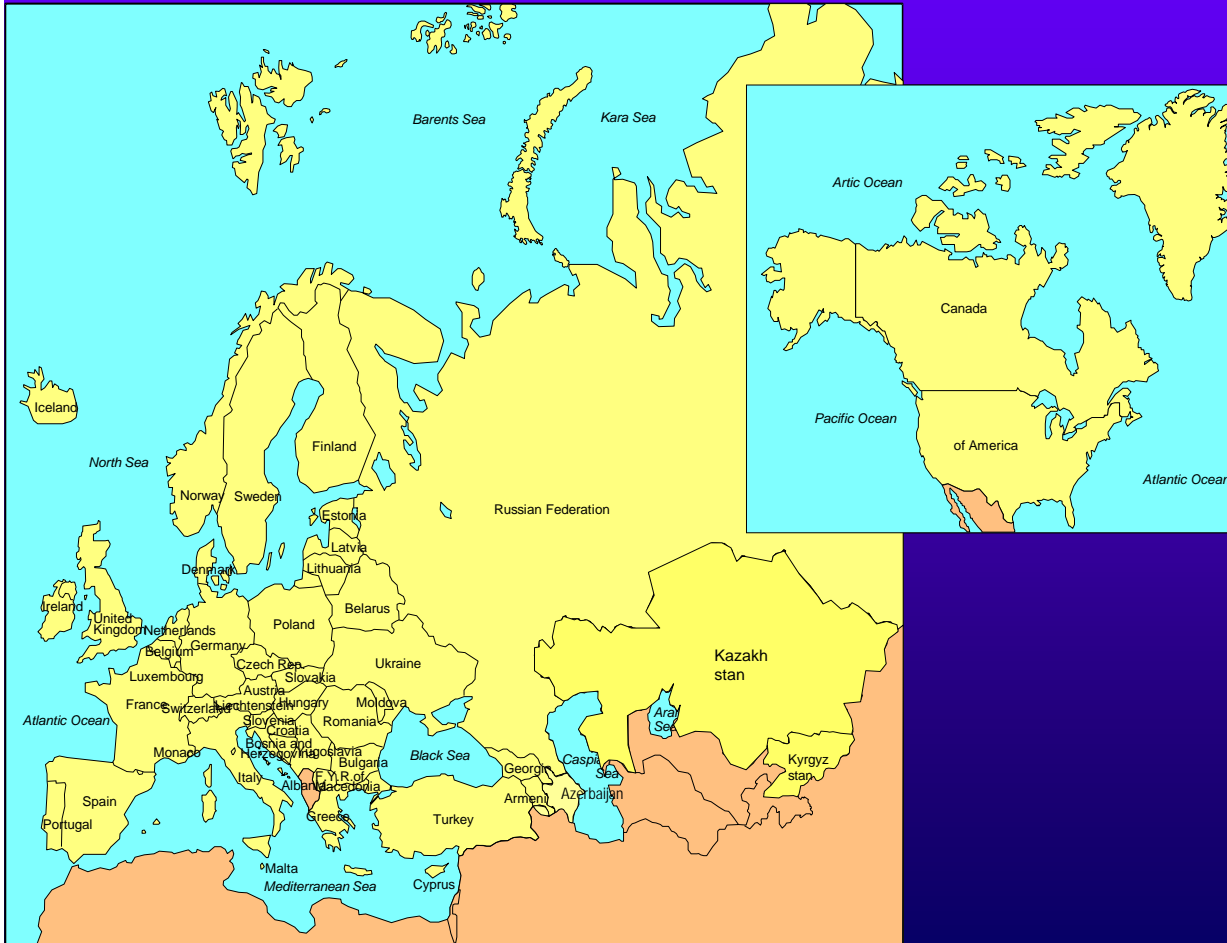 Barents Sea
Kara Sea
Artic Ocean
Canada
Pacific Ocean
of America
Atlantic Ocean
Iceland
Finland
North Sea
Norway
Sweden
Russian Federation
Estonia
Latvia
Denmark
Lithuania
Ireland
United
Kingdom
Belarus
Netherlands
Poland
Germany
Belgium
Ukraine
Czech Rep.
Kazakh
stan
Luxembourg
Slovakia
Austria
France
Switzerland
Liechtenstein
Hungary
Moldova
Atlantic Ocean
Slovenia
Romania
Aral
Sea
Croatia
Bosnia and
Herzegovina
Yugoslavia
Monaco
Black Sea
Bulgaria
Georgia
Caspi
Sea
Kyrgyz
stan
Italy
Albania
F.Y.R.of
Macedonia
Azerbaijan
Armeni
Spain
Portugal
Greece
Turkey
Malta
Mediterranean Sea
Cyprus